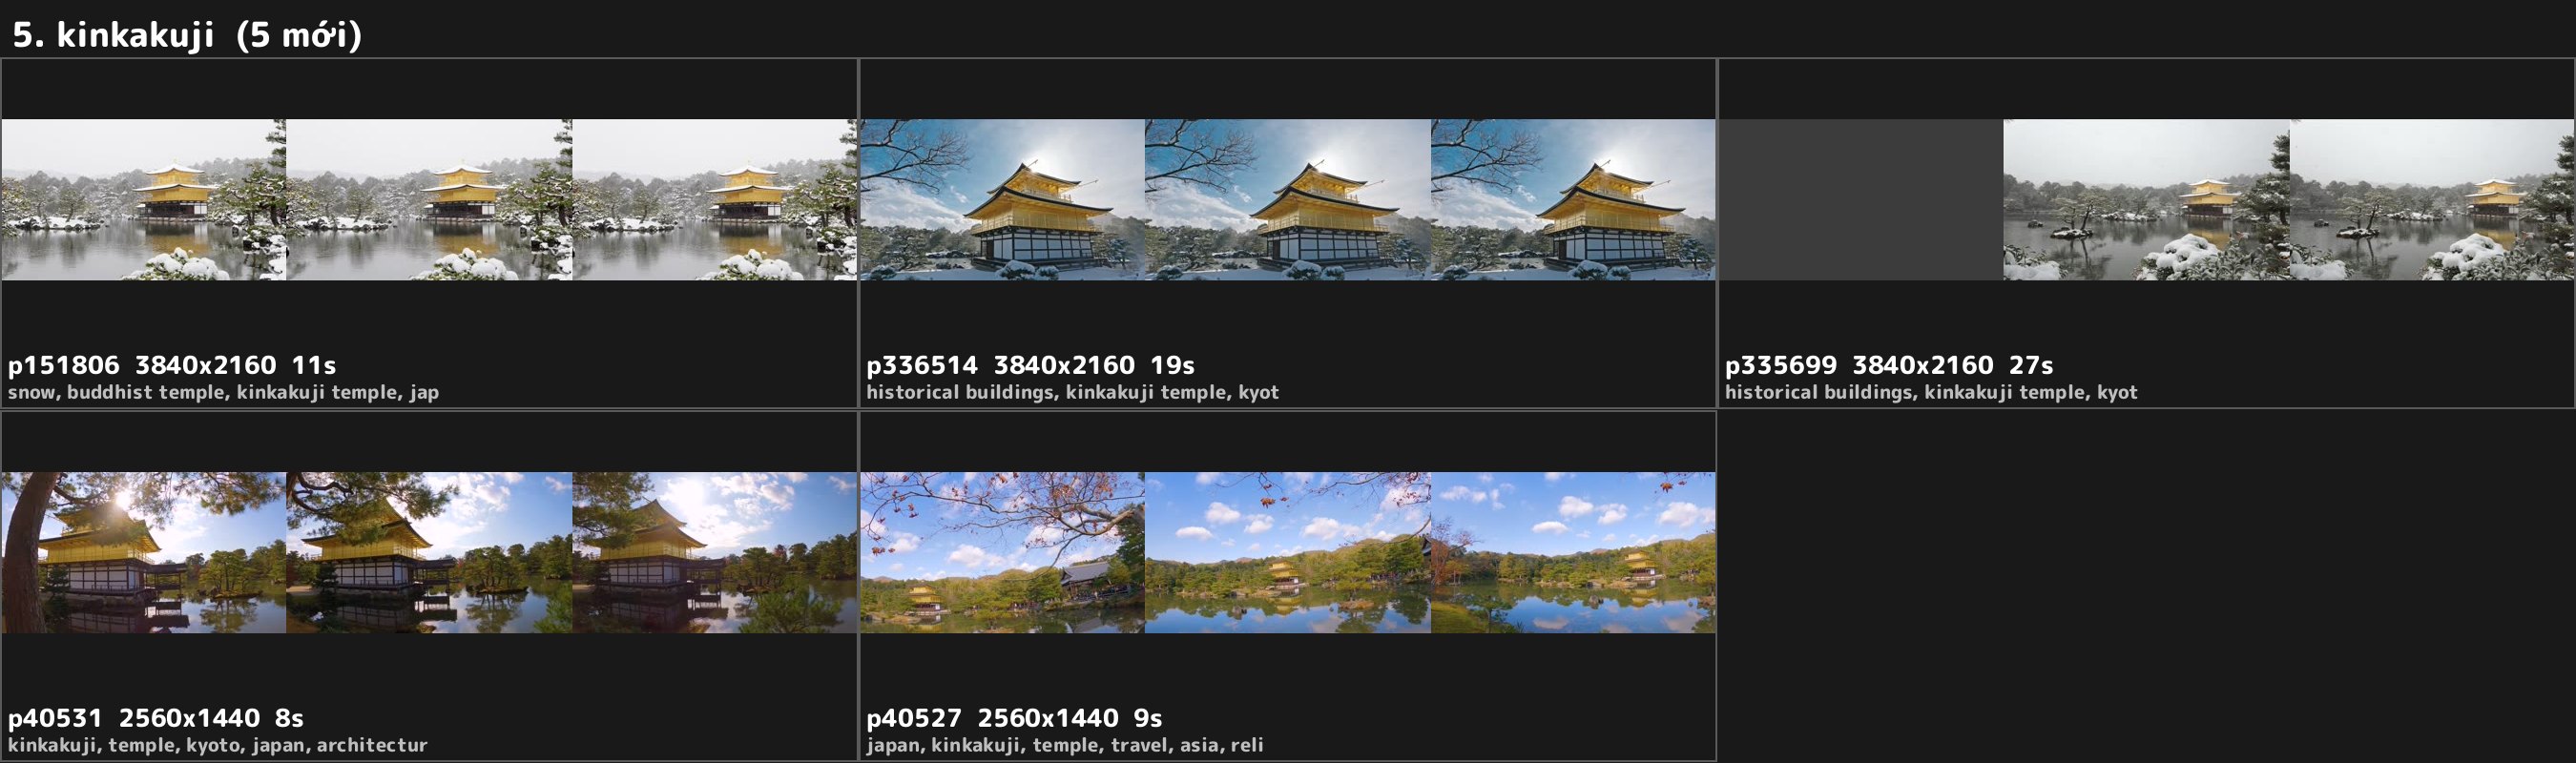 5. kinkakuji (5 mới)
p151806 3840x2160 11s
snow, buddhist temple, kinkakuji temple, jap
p336514 3840x2160 19s
historical buildings, kinkakuji temple, kyot
p335699 3840x2160 27s
historical buildings, kinkakuji temple, kyot
p40531 2560x1440 8s
kinkakuji, temple, kyoto, japan, architectur
p40527 2560x1440 9s
japan, kinkakuji, temple, travel, asia, reli